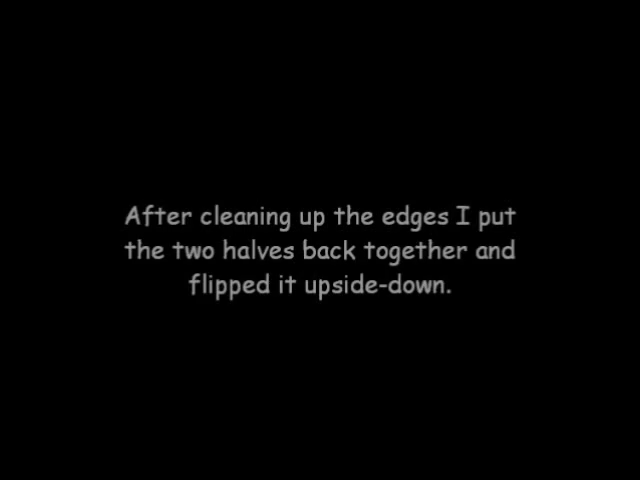 After cleaning up the edges I put
the two halves back together and
flipped it upside-down.